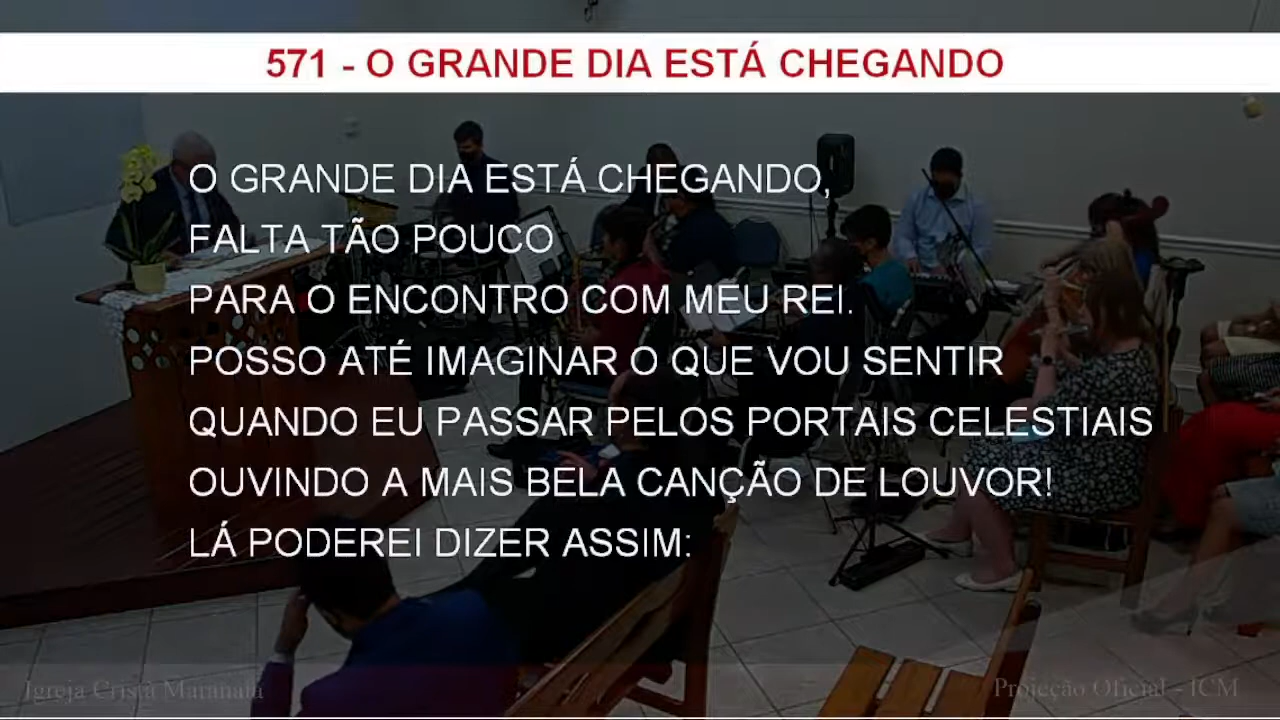 571 - O GRANDE DIA ESTÁ CHEGANDO
O GRANDE DIA ESTÁ CHEGANDO,
FALTA TÃO POUCO
PARA O ENCONTRO COM MEU REI.
POSSO ATÉ IMAGINAR O QUE VOU SENTIR
QUANDO EU PASSAR PELOS PORTAIS CELESTIAIS
OUVINDO A MAIS BELA CANÇÃO DE LOUVOR!
LÁ PODEREI DIZER ASSIM:
Igreja Cristã Maranata
Projeção Oficial - ICM